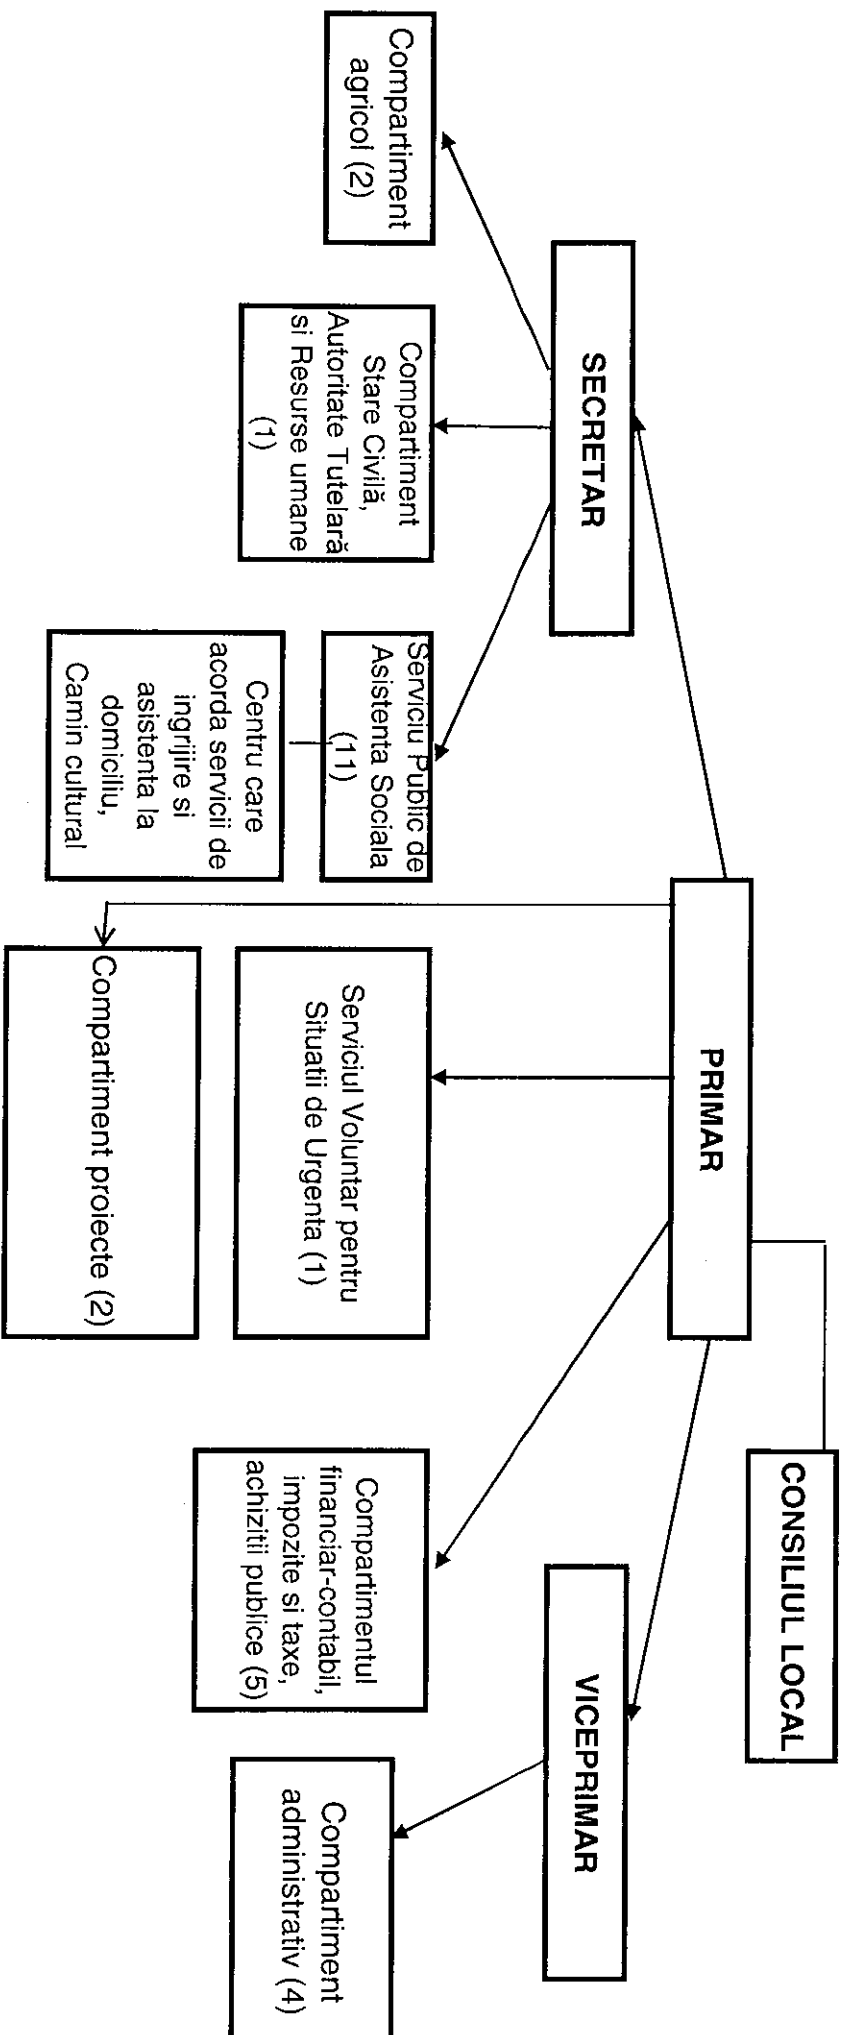 CONSILIUL LOCAL
PRIMAR
SECRETAR
VICEPRIMAR
Compartiment
agricol (2)
Compartiment
Stare Civilă,
Autoritate Tutelară
si Resurse umane
(1)
Serviciu Public de
Asistenta Sociala
(11)
Centru care
acorda servicii de
ingrijire si
asistenta la
domiciliu,
Camin cultural
Serviciul Voluntar pentru
Situatii de Urgenta (1)
Compartiment proiecte (2)
Compartimentul
financiar-contabil,
impozite si taxe,
achizitii publice (5)
Compartiment
administrativ (4)